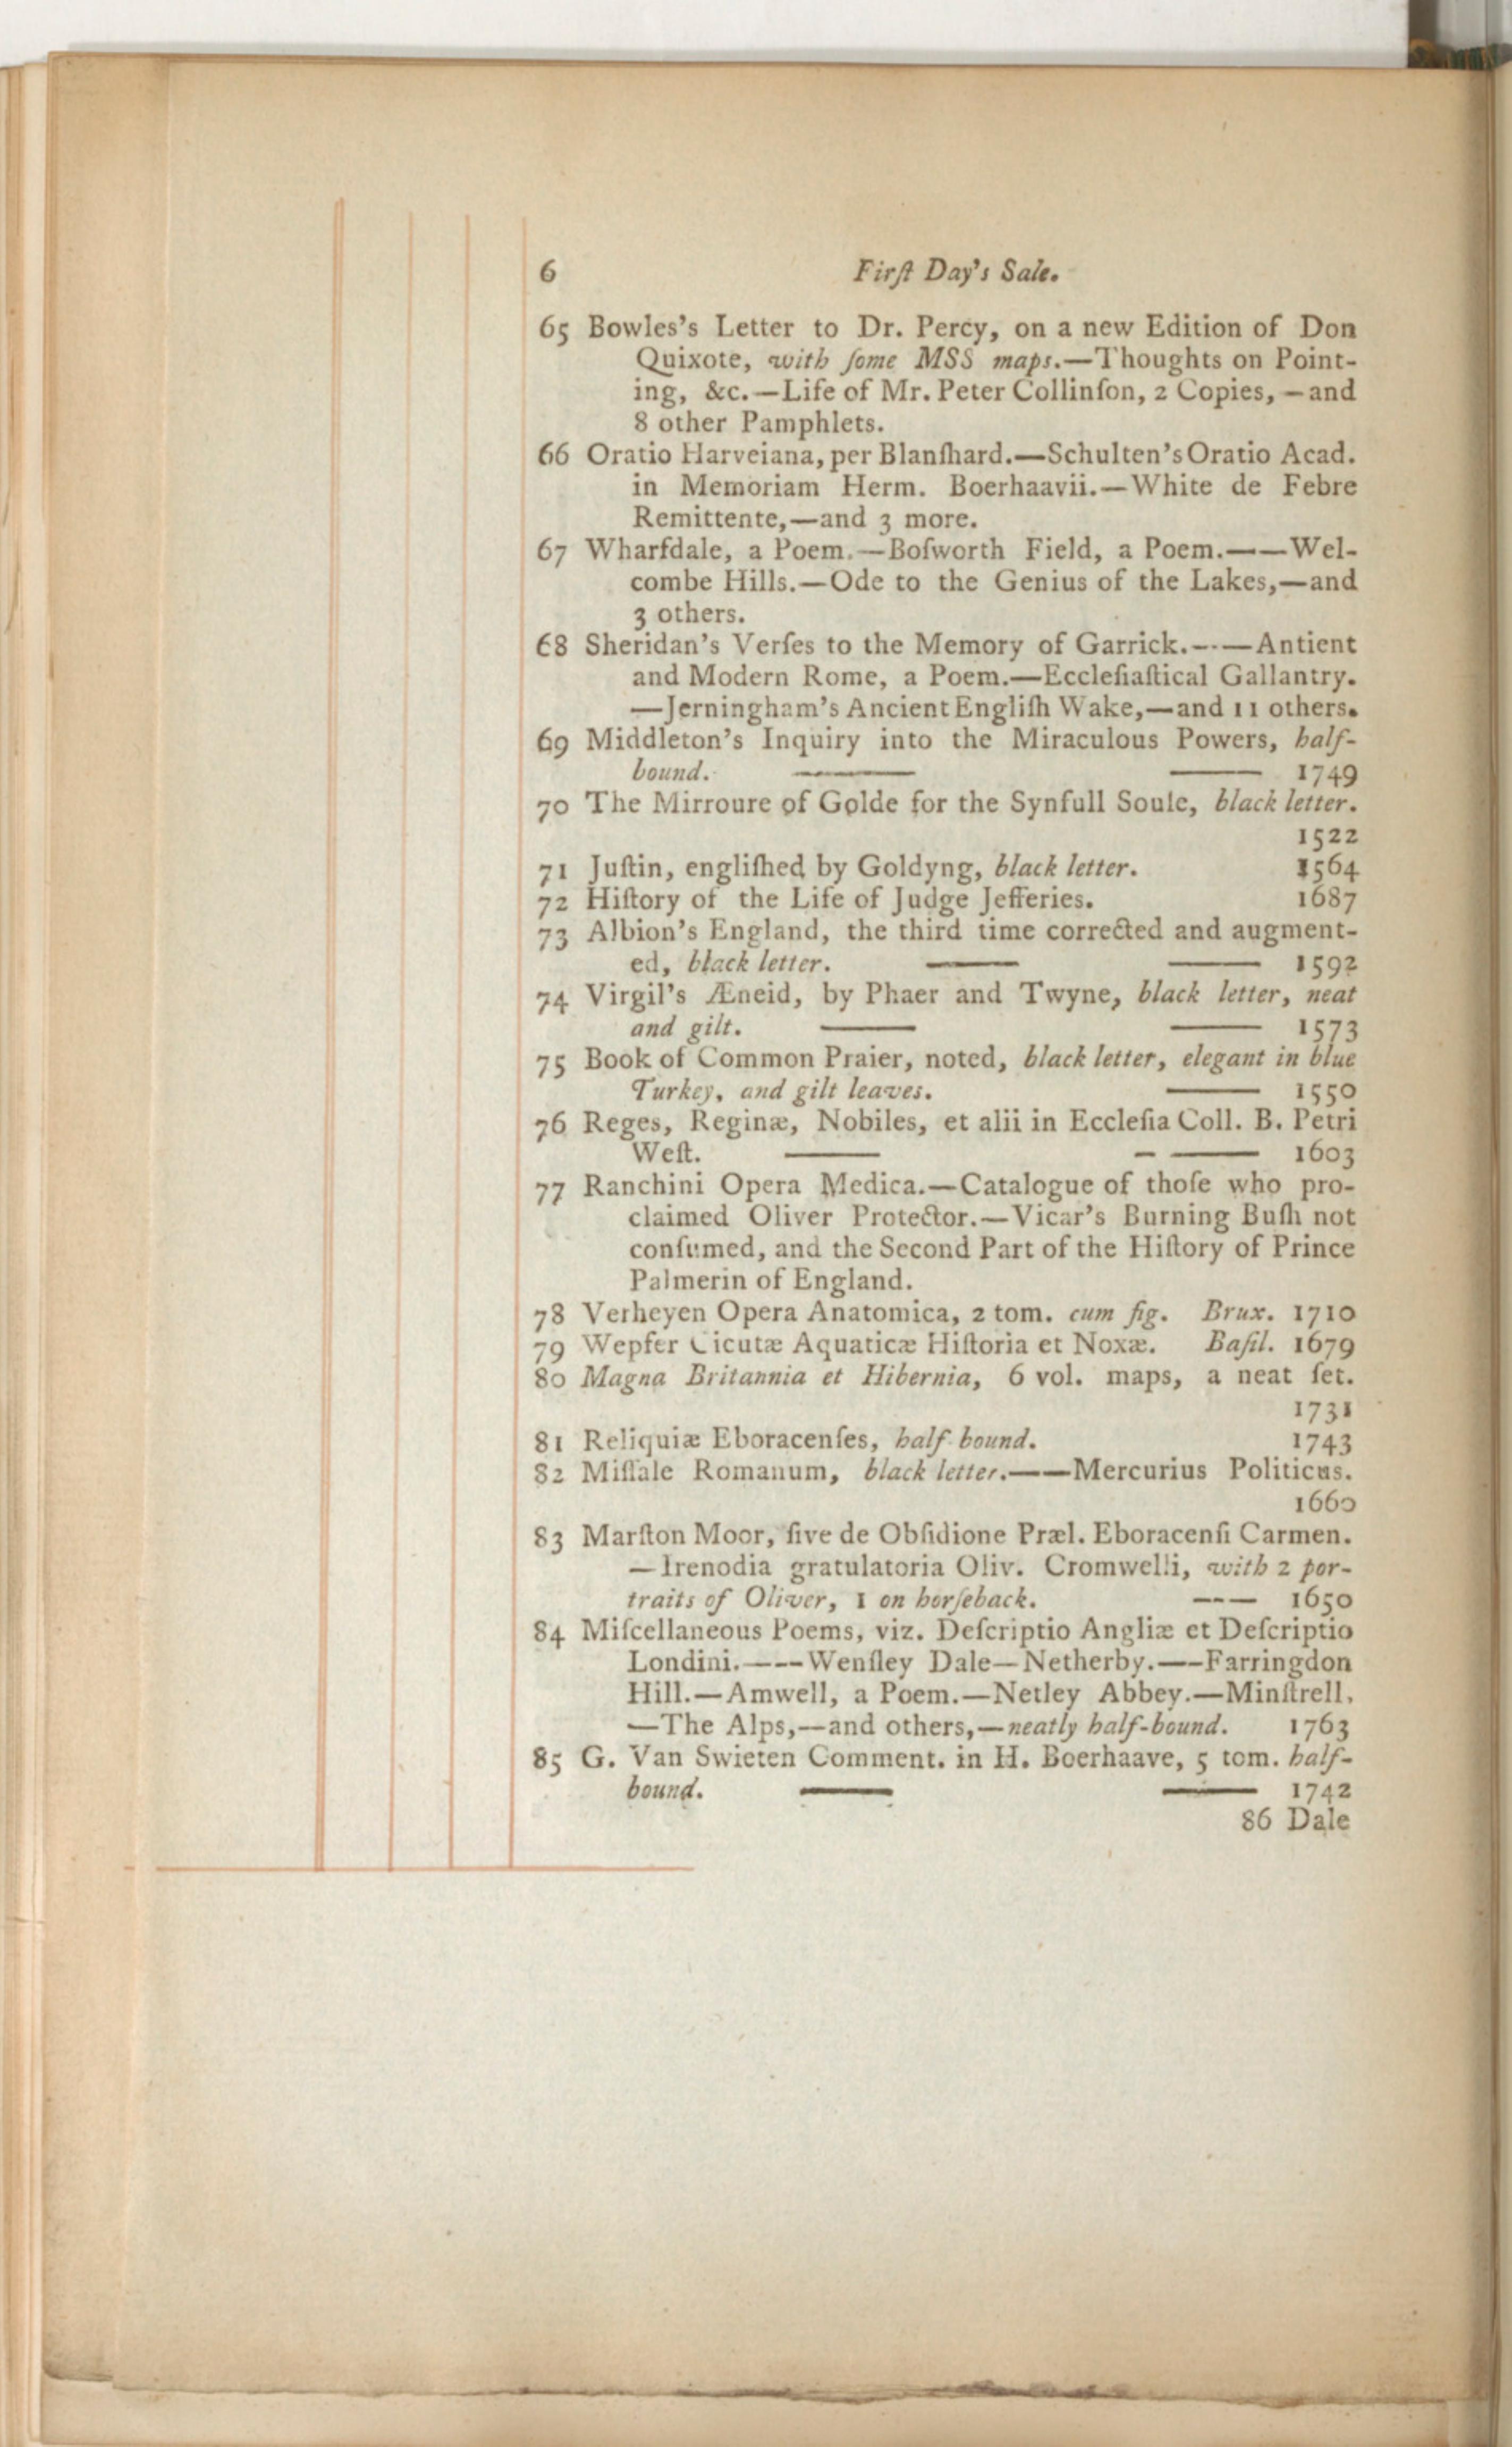 6 Firſt Day's Sale.
65 Bowles's Letter to Dr. Percy, on a new Edition of Don
Quixote, with ſome MSS maps.—Thoughts on Point-
ing, &c.—Life of Mr. Peter Collinſon, 2 Copies,—and
8 other Pamphlets.
66 Oratio Harveiana, per Blanſhard.—Schulten's Oratio Acad.
in Memoriam Herm. Boerhaavii.—White de Febre
Remittente,—and 3 more.
67 Wharfdale, a Poem.—Boſworth Field, a Poem.——Wel-
combe Hills.—Ode to the Genius of the Lakes,—and
3 others.
68 Sheridan's Verſes to the Memory of Garrick.-·—Antient
and Modern Rome, a Poem.—Eccleſiaſtical Gallantry.
—Jerningham's Ancient Engliſh Wake,—and 11 others.
69 Middleton's Inquiry into the Miraculous Powers, half-
bound. —— —— 1749
70 The Mirroure of Golde for the Synfull Soule, black letter.
1522
71 Juſtin, engliſhed by Goldyng, black letter. 1564
72 Hiſtory of the Life of Judge Jefferies. 1687
73 Albion's England, the third time corrected and augment-
ed, black letter. —— —— 1592
74 Virgil's Æneid, by Phaer and Twyne, black letter, neat
and gilt. —— —— 1573
75 Book of Common Praier, noted, black letter, elegant in blue
Turkey, and gilt leaves. —— 1550
76 Reges, Reginæ, Nobiles, et alii in Eccleſia Coll. B. Petri
Weſt. —— - —— 1603
77 Ranchini Opera Medica.—Catalogue of thoſe who pro-
claimed Oliver Protector.—Vicar's Burning Buſh not
conſumed, and the Second Part of the Hiſtory of Prince
Palmerin of England.
78 Verheyen Opera Anatomica, 2 tom. cum fig. Brux. 1710
79 Wepfer Cicutæ Aquaticæ Hiſtoria et Noxæ. Baſil. 1679
80 Magna Britannia et Hibernia, 6 vol. maps, a neat ſet.
1731
81 Reliquiæ Eboracenſes, half bound. 1743
82 Miſſale Romanum, black letter.——Mercurius Politicus.
1660
83 Marſton Moor, ſive de Obſidione Præl. Eboracenſi Carmen.
—Irenodia gratulatoria Oliv. Cromwelli, with 2 por-
traits of Oliver, 1 on horſeback. --— 1650
84 Miſcellaneous Poems, viz. Deſcriptio Angliæ et Deſcriptio
Londini.—--Wenſley Dale—Netherby.—–Farringdon
Hill.—Amwell, a Poem.—Netley Abbey.—Minſtrell,
—The Alps,—and others,—neatly half-bound. 1763
85 G. Van Swieten Comment. in H. Boerhaave, 5 tom. half-
bound. —— —— 1742
86 Dale